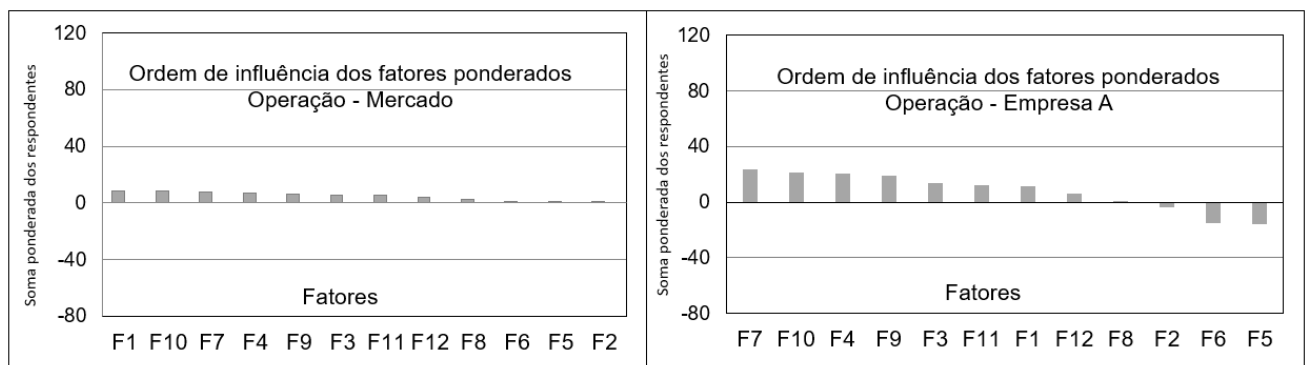 Soma ponderada dos respondentes
120
80
40
0
-40
-80
Ordem de influência dos fatores ponderados
Operação - Mercado
Fatores
F1 F10 F7 F4 F9 F3 F11 F12 F8 F6 F5 F2
Soma ponderada dos respondentes
120
80
40
0
-40
-80
Ordem de influência dos fatores ponderados
Operação - Empresa A
Fatores
F7 F10 F4 F9 F3 F11 F1 F12 F8 F2 F6 F5